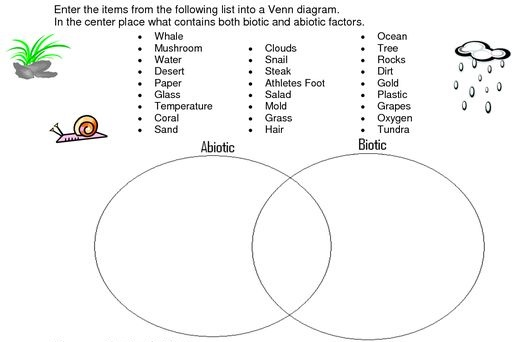 Enter the items from the following list into a Venn diagram.
In the center place what contains both biotic and abiotic factors.
• Whale
• Mushroom
• Water
• Desert
• Paper
• Glass
• Temperature
• Coral
• Sand
• Clouds
• Snail
• Steak
• Athletes Foot
• Salad
• Mold
• Grass
• Hair
• Ocean
• Tree
• Rocks
• Dirt
• Gold
• Plastic
• Grapes
• Oxygen
• Tundra
Abiotic
Biotic